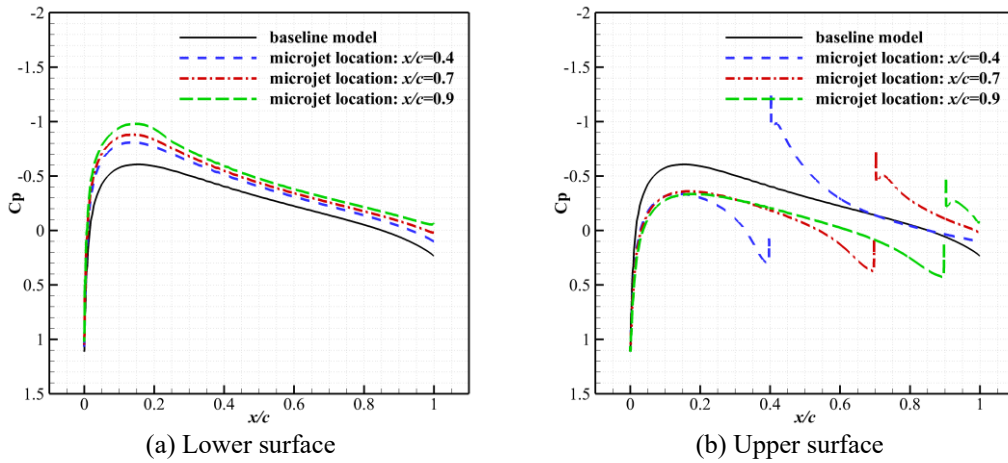 -2
-1.5
-1
-0.5
0
0.5
1
1.5
Cp
baseline model
microjet location: x/c=0.4
microjet location: x/c=0.7
microjet location: x/c=0.9
0 0.2 0.4 0.6 0.8 1
x/c
(a) Lower surface
-2
-1.5
-1
-0.5
0
0.5
1
1.5
Cp
baseline model
microjet location: x/c=0.4
microjet location: x/c=0.7
microjet location: x/c=0.9
0 0.2 0.4 0.6 0.8 1
x/c
(b) Upper surface